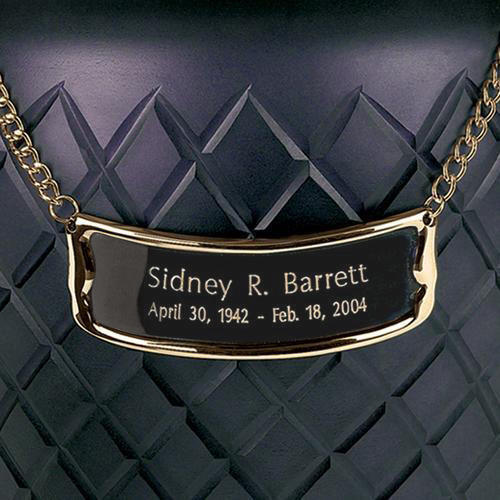 Sidney R. Barrett
April 30, 1942 - Feb. 18, 2004